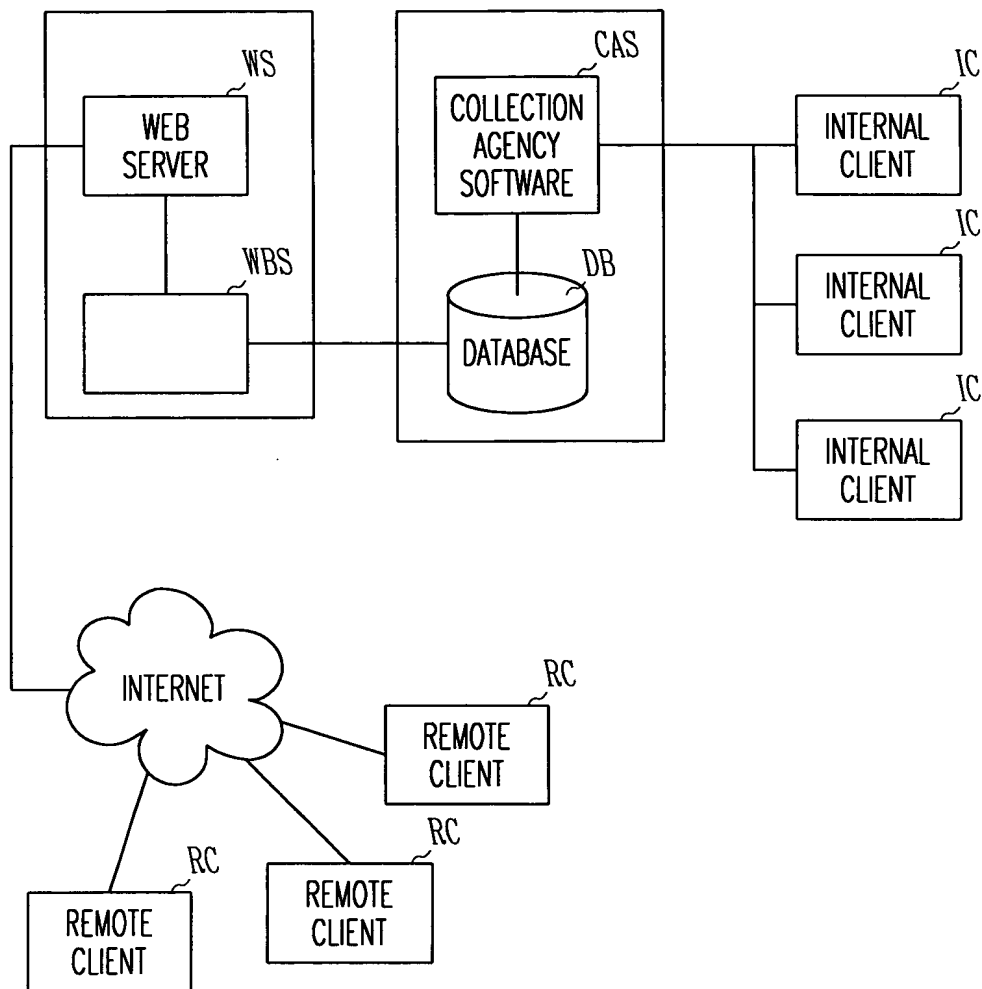 WS
WEB
SERVER
WBS
CAS
COLLECTION
AGENCY
SOFTWARE
DB
DATABASE
IC
INTERNAL
CLIENT
IC
INTERNAL
CLIENT
IC
INTERNAL
CLIENT
INTERNET
RC
REMOTE
CLIENT
RC
REMOTE
CLIENT
RC
REMOTE
CLIENT